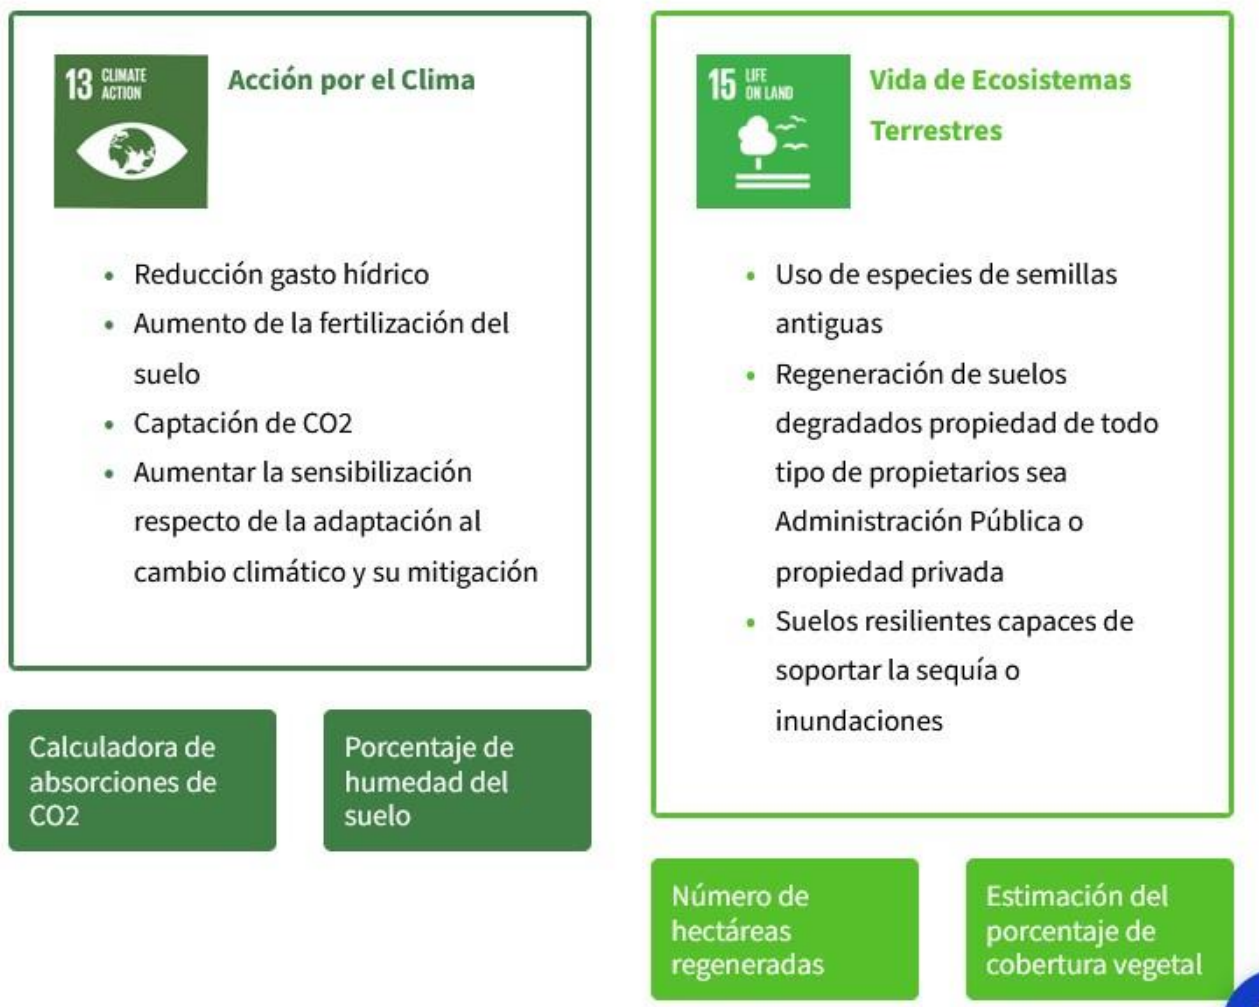 13 CLIMATE
ACTION
Acción por el Clima
• Reducción gasto hídrico
• Aumento de la fertilización del
suelo
• Captación de CO2
• Aumentar la sensibilización
respecto de la adaptación al
cambio climático y su mitigación
Calculadora de
absorciones de
CO2
Porcentaje de
humedad del
suelo
15 LIFE
ON LAND
Vida de Ecosistemas
Terrestres
• Uso de especies de semillas
antiguas
• Regeneración de suelos
degradados propiedad de todo
tipo de propietarios sea
Administración Pública o
propiedad privada
• Suelos resilientes capaces de
soportar la sequía o
inundaciones
Número de
hectáreas
regeneradas
Estimación del
porcentaje de
cobertura vegetal